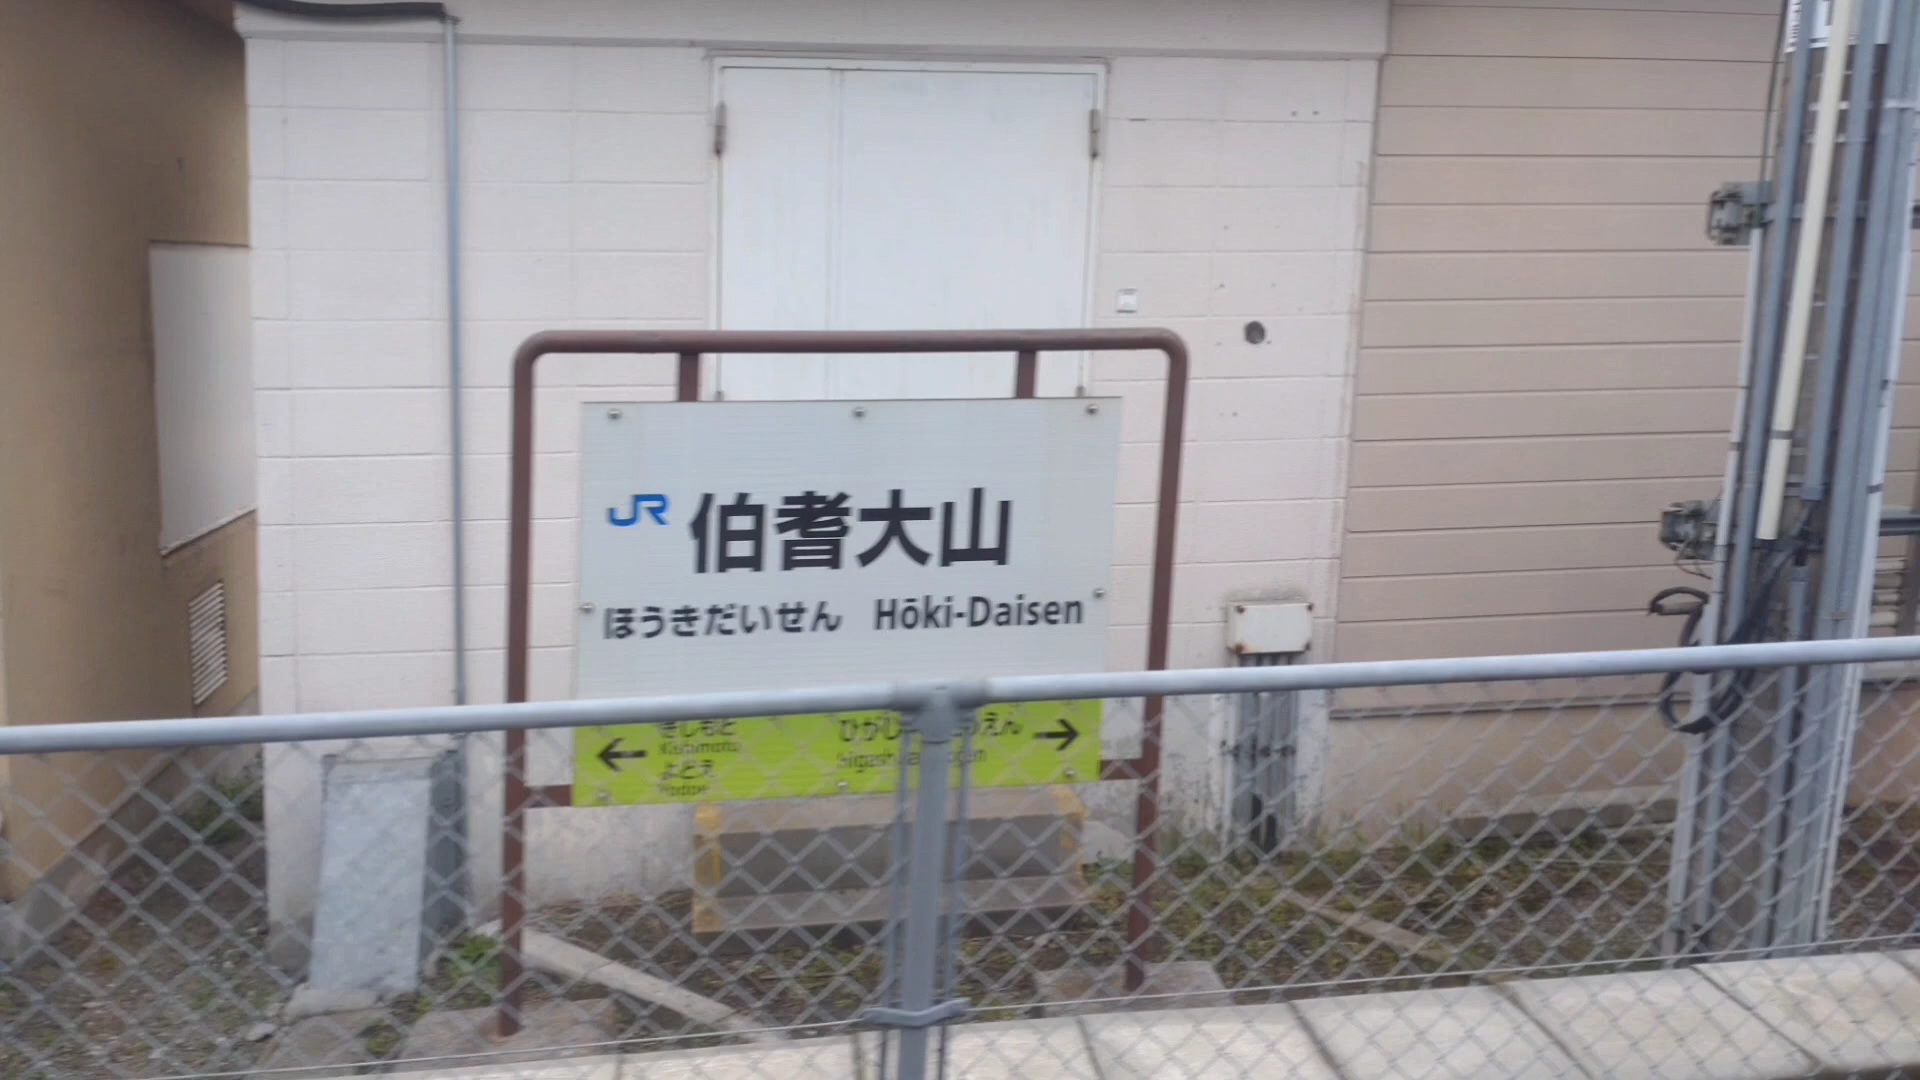 JR 伯耆大山
ほうきだいせん Hōki-Daisen
← きしもと
Kishimoto
よどえ
Yodoe
→